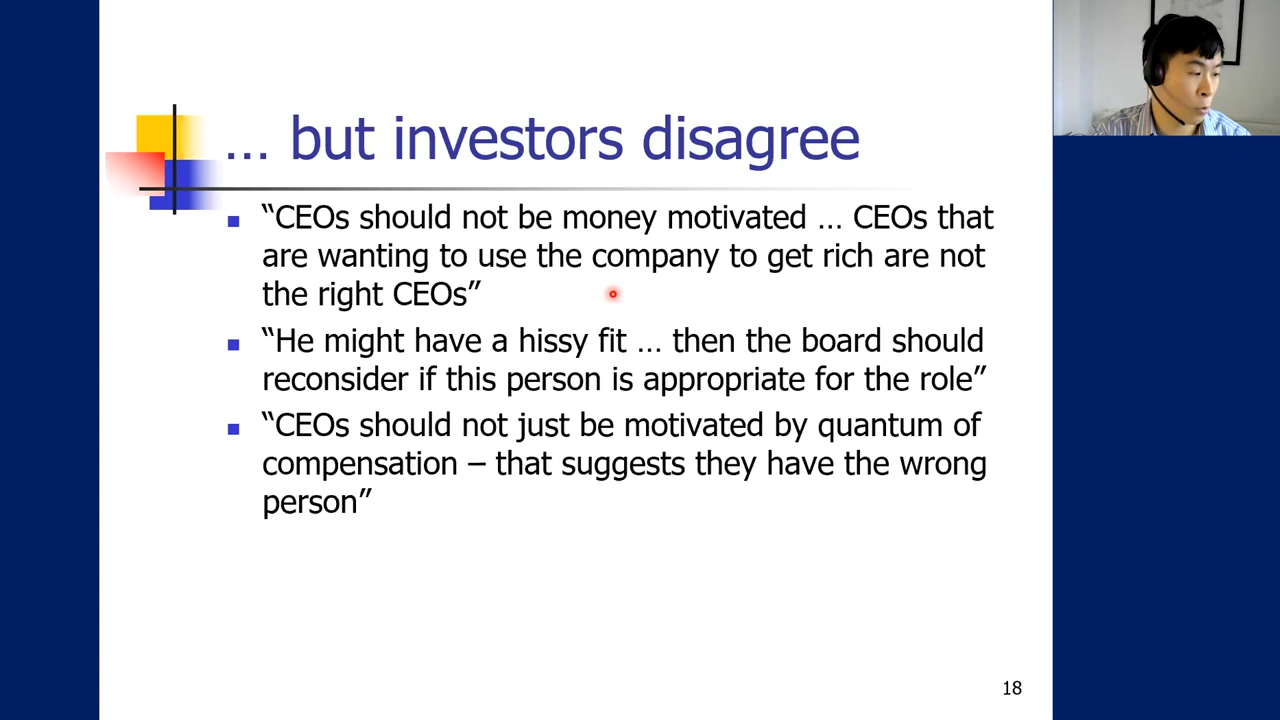 … but investors disagree
“CEOs should not be money motivated … CEOs that
are wanting to use the company to get rich are not
the right CEOs”
“He might have a hissy fit … then the board should
reconsider if this person is appropriate for the role”
“CEOs should not just be motivated by quantum of
compensation – that suggests they have the wrong
person”
18